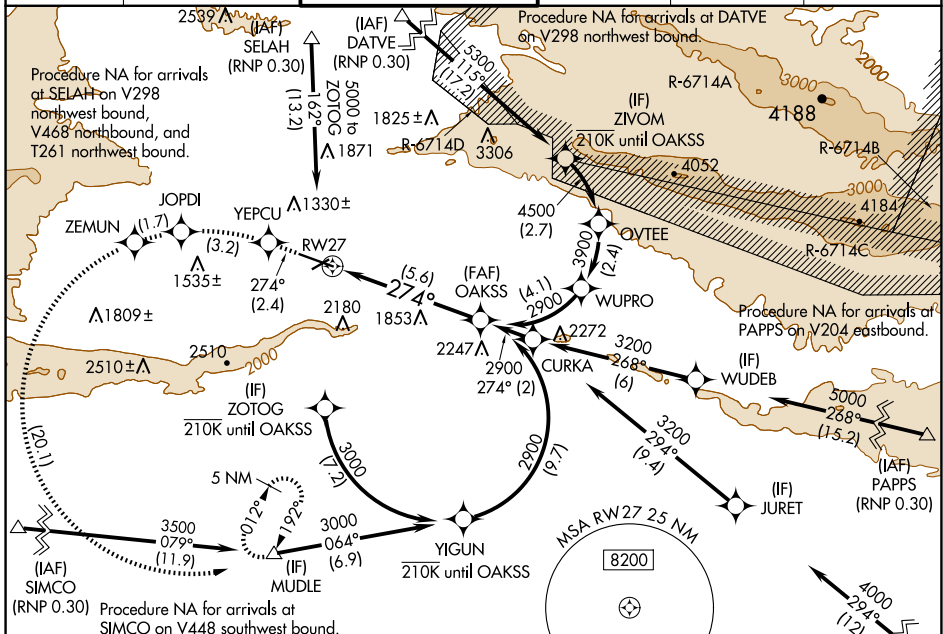 2539
(IAF)
SELAH
(RNP 0.30)
(IAF)
DATVE
(RNP 0.30)
Procedure NA for arrivals at DATVE
on V298 northwest bound.
Procedure NA for arrivals
at SELAH on V298
northwest bound,
V468 northbound, and
T261 northwest bound.
5000 to
ZOTOG
162°
(13.2)
5300
115°
(17.2)
2000
R-6714A
3000
4188
(IF)
ZIVOM
210K until OAKSS
1825 ±
R-6714D
3306
1871
R-6714B
4052
3000
4184
1330 ±
JOPDI
ZEMUN
(1.7)
YEPCU
(3.2)
RW27
4500
(2.7)
OVTEE
3900
(2.4)
R-6714C
1535 ±
274°
(2.4)
(5.6)
274°
(FAF)
OAKSS
(4.1)
2900
WUPRO
1809 ±
2180
1853
Procedure NA for arrivals at
PAPPS on V204 eastbound.
2272
2247
CURKA
3200
268°
(6)
(IF)
WUDEB
2510 ±
2510
2000
2900
274° (2)
(IF)
ZOTOG
210K until OAKSS
5000
268°
(15.2)
(IAF)
PAPPS
(RNP 0.30)
3200
294°
(9.4)
(IF)
JURET
(20.1)
3000
(7.2)
2900
(9.7)
5 NM
012°
192°
3500
079°
(11.9)
3000
064°
(6.9)
(IAF)
SIMCO
(RNP 0.30)
(IF)
MUDLE
YIGUN
210K until OAKSS
MSA RW27 25 NM
8200
4000
294°
(12)
Procedure NA for arrivals at
SIMCO on V448 southwest bound.